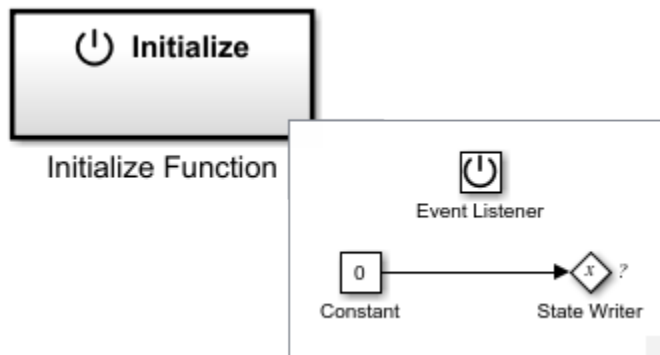 Initialize
Initialize Function
Event Listener
0
x ?
Constant
State Writer